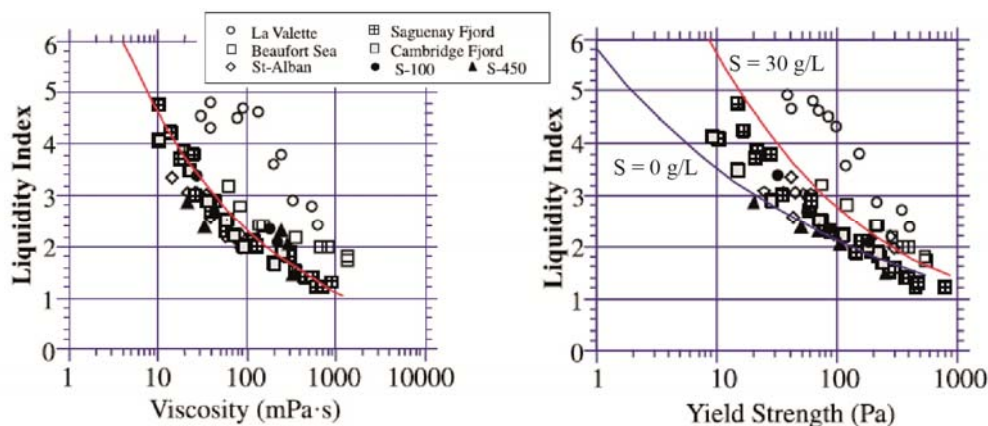 La Valette
Beaufort Sea
St-Alban
Saguenay Fjord
Cambridge Fjord
S-100
S-450
Liquidity Index
6
5
4
3
2
1
0
1
10
100
1000
10000
Viscosity (mPa·s)
Liquidity Index
6
5
4
3
2
1
0
S = 30 g/L
S = 0 g/L
1
10
100
1000
Yield Strength (Pa)